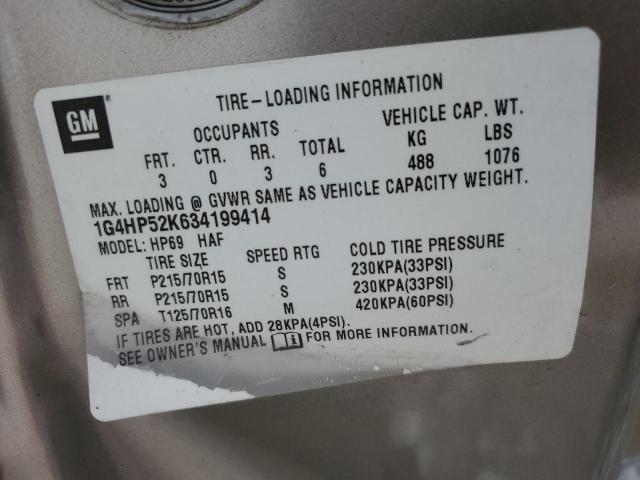 GM
TIRE-LOADING INFORMATION
OCCUPANTS VEHICLE CAP. WT.
FRT. CTR. RR. TOTAL KG LBS
3 0 3 6 488 1076
MAX. LOADING @ GVWR SAME AS VEHICLE CAPACITY WEIGHT.
1G4HP52K634199414
MODEL: HP69 HAF
TIRE SIZE SPEED RTG COLD TIRE PRESSURE
FRT P215/70R15 S 230KPA(33PSI)
RR P215/70R15 S 230KPA(33PSI)
SPA T125/70R16 M 420KPA(60PSI)
IF TIRES ARE HOT, ADD 28KPA(4PSI).
SEE OWNER'S MANUAL i FOR MORE INFORMATION.